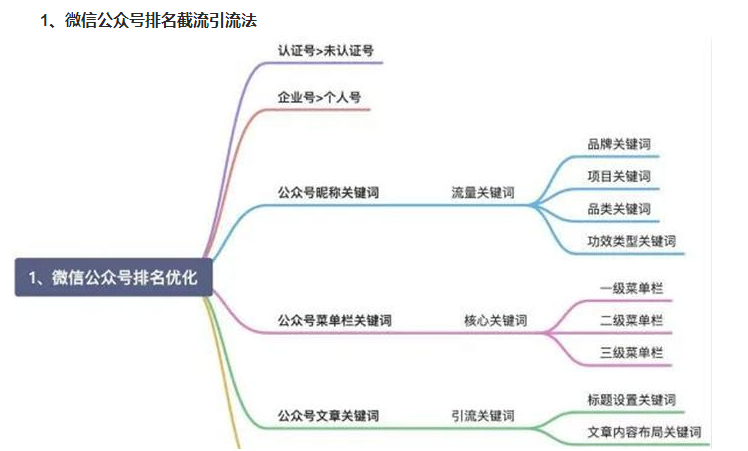 1、微信公众号排名截流引流法
认证号>未认证号
企业号>个人号
公众号昵称关键词
流量关键词
品牌关键词
项目关键词
品类关键词
功效类型关键词
1、微信公众号排名优化
公众号菜单栏关键词
核心关键词
一级菜单栏
二级菜单栏
三级菜单栏
公众号文章关键词
引流关键词
标题设置关键词
文章内容布局关键词